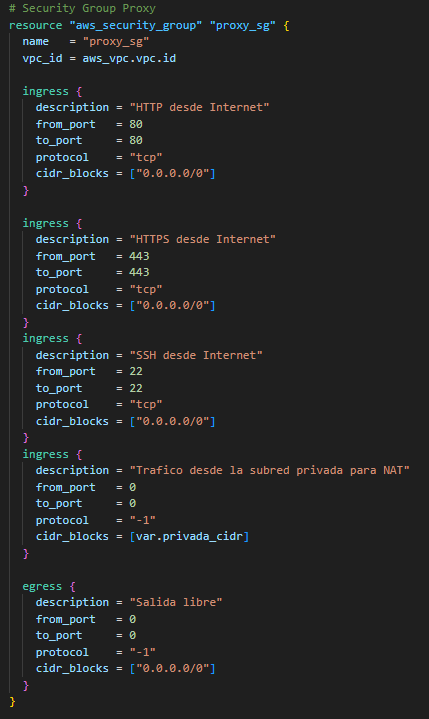 # Security Group Proxy
resource "aws_security_group" "proxy_sg" {
  name   = "proxy_sg"
  vpc_id = aws_vpc.vpc.id

  ingress {
    description = "HTTP desde Internet"
    from_port   = 80
    to_port     = 80
    protocol    = "tcp"
    cidr_blocks = ["0.0.0.0/0"]
  }

  ingress {
    description = "HTTPS desde Internet"
    from_port   = 443
    to_port     = 443
    protocol    = "tcp"
    cidr_blocks = ["0.0.0.0/0"]
  }
  ingress {
    description = "SSH desde Internet"
    from_port   = 22
    to_port     = 22
    protocol    = "tcp"
    cidr_blocks = ["0.0.0.0/0"]
  }
  ingress {
    description = "Trafico desde la subred privada para NAT"
    from_port   = 0
    to_port     = 0
    protocol    = "-1"
    cidr_blocks = [var.privada_cidr]
  }

  egress {
    description = "Salida libre"
    from_port   = 0
    to_port     = 0
    protocol    = "-1"
    cidr_blocks = ["0.0.0.0/0"]
  }
}